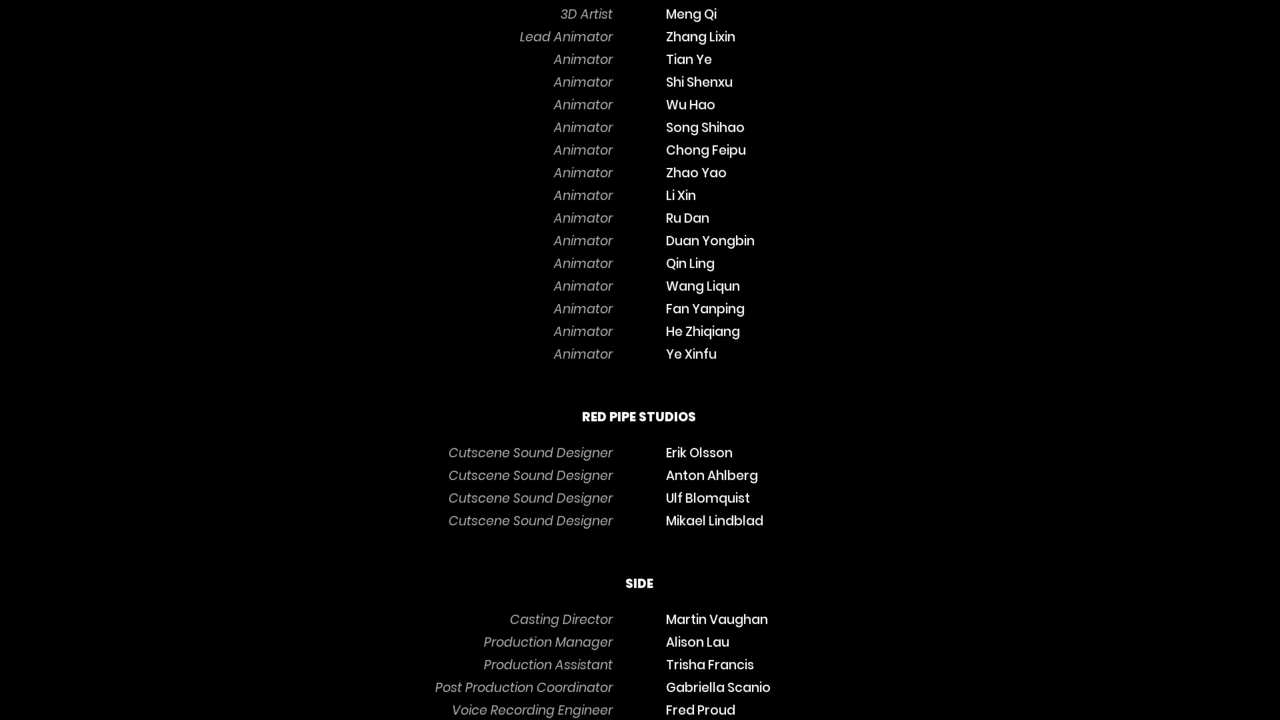 3D Artist Meng Qi
Lead Animator Zhang Lixin
Animator Tian Ye
Animator Shi Shenxu
Animator Wu Hao
Animator Song Shihao
Animator Chong Feipu
Animator Zhao Yao
Animator Li Xin
Animator Ru Dan
Animator Duan Yongbin
Animator Qin Ling
Animator Wang Liqun
Animator Fan Yanping
Animator He Zhiqiang
Animator Ye Xinfu
RED PIPE STUDIOS
Cutscene Sound Designer Erik Olsson
Cutscene Sound Designer Anton Ahlberg
Cutscene Sound Designer Ulf Blomquist
Cutscene Sound Designer Mikael Lindblad
SIDE
Casting Director Martin Vaughan
Production Manager Alison Lau
Production Assistant Trisha Francis
Post Production Coordinator Gabriella Scanio
Voice Recording Engineer Fred Proud